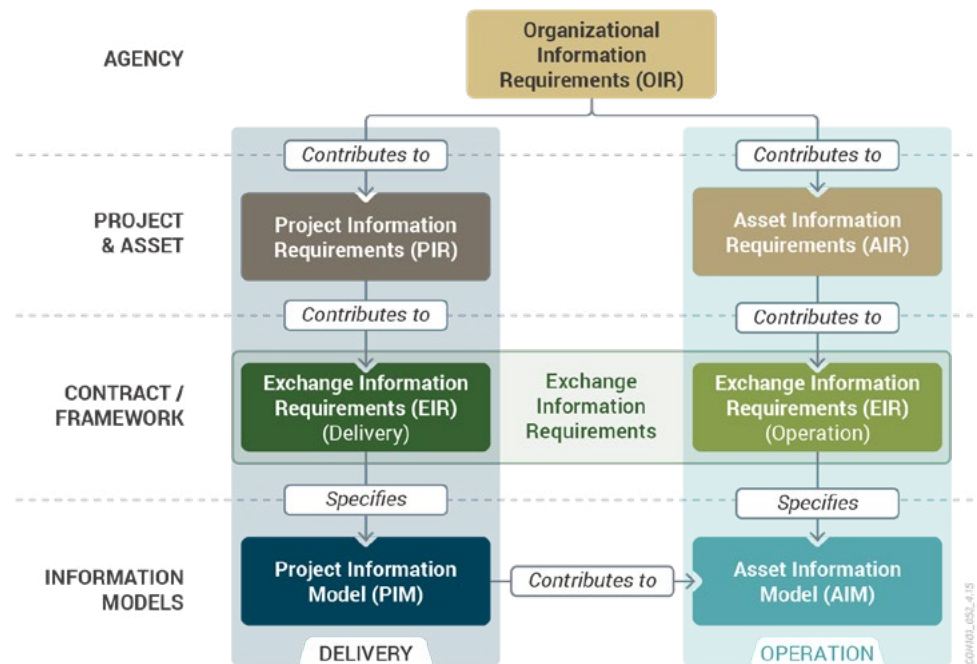 AGENCY
Organizational
Information
Requirements (OIR)
Contributes to
Contributes to
PROJECT
& ASSET
Project Information
Requirements (PIR)
Asset Information
Requirements (AIR)
Contributes to
Contributes to
CONTRACT /
FRAMEWORK
Exchange Information
Requirements (EIR)
(Delivery)
Exchange
Information
Requirements
Exchange Information
Requirements (EIR)
(Operation)
Specifies
Specifies
INFORMATION
MODELS
Project Information
Model (PIM)
Contributes to
Asset Information
Model (AIM)
DELIVERY
OPERATION